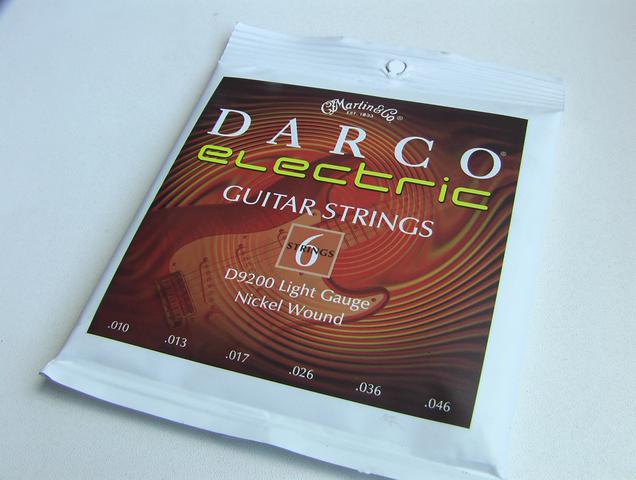 C.F. Martin & Co.®
EST. 1833
DARCO®
electric
GUITAR STRINGS
6
STRINGS
D9200 Light Gauge
Nickel Wound
.010 .013 .017 .026 .036 .046